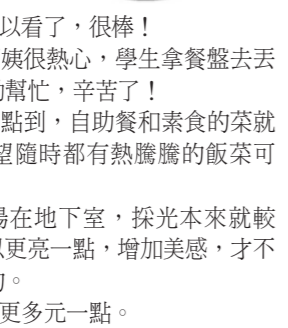 以看了，很棒！
姨很熱心，學生拿餐盤去丟
幫忙，辛苦了！
點到，自助餐和素食的菜就
望隨時都有熱騰騰的飯菜可
場在地下室，採光本來就較
更亮一點，增加美感，才不
。
更多元一點。